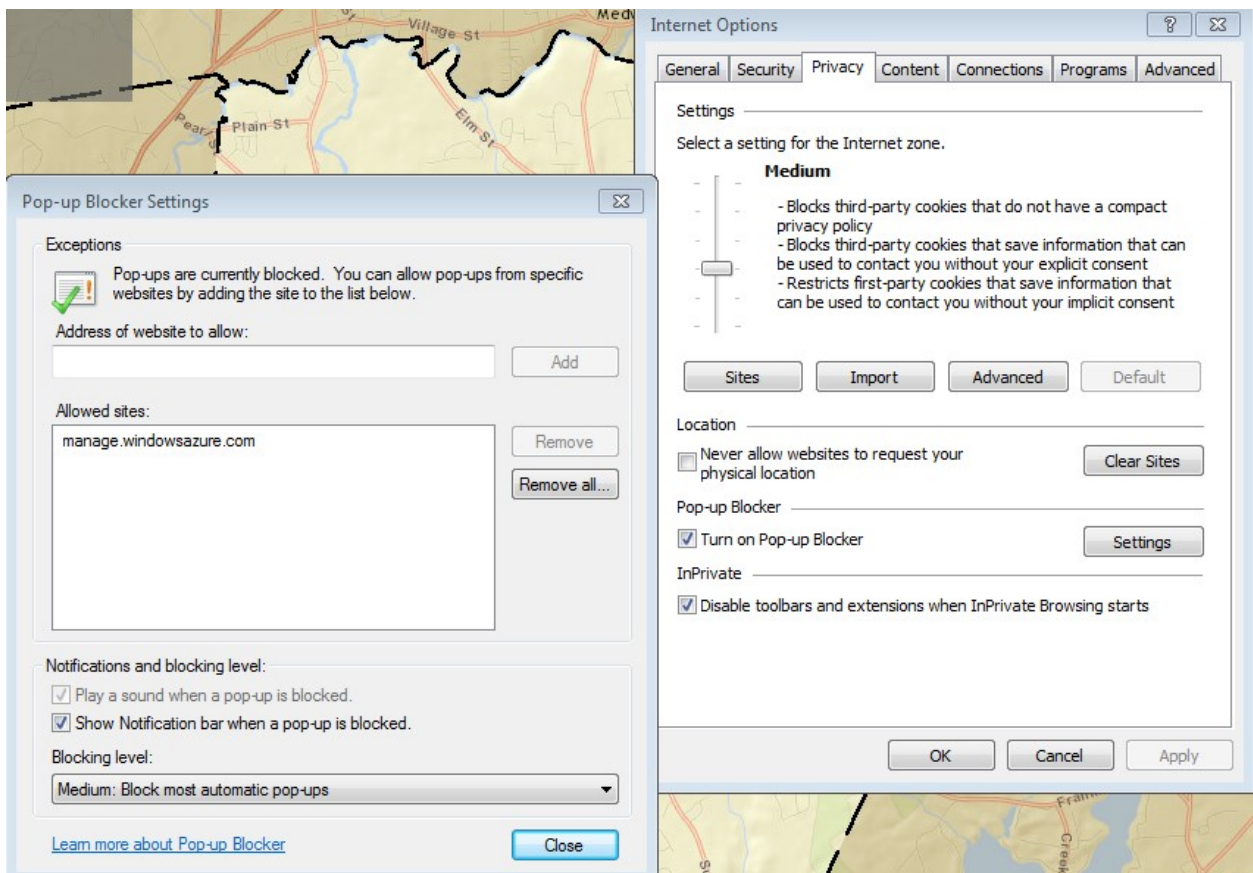 Village St
Medw
Pearl S
Plain St
Elm St
Internet Options
General Security Privacy Content Connections Programs Advanced
Settings
Select a setting for the Internet zone.
Medium
- Blocks third-party cookies that do not have a compact
privacy policy
- Blocks third-party cookies that save information that can
be used to contact you without your explicit consent
- Restricts first-party cookies that save information that
can be used to contact you without your implicit consent
Sites Import Advanced Default
Location
Never allow websites to request your
physical location
Clear Sites
Pop-up Blocker
Turn on Pop-up Blocker
Settings
InPrivate
Disable toolbars and extensions when InPrivate Browsing starts
OK Cancel Apply
Pop-up Blocker Settings
Exceptions
Pop-ups are currently blocked. You can allow pop-ups from specific
websites by adding the site to the list below.
Address of website to allow:
Add
Allowed sites:
manage.windowsazure.com
Remove
Remove all...
Notifications and blocking level:
Play a sound when a pop-up is blocked.
Show Notification bar when a pop-up is blocked.
Blocking level:
Medium: Block most automatic pop-ups
Learn more about Pop-up Blocker
Close
Creek